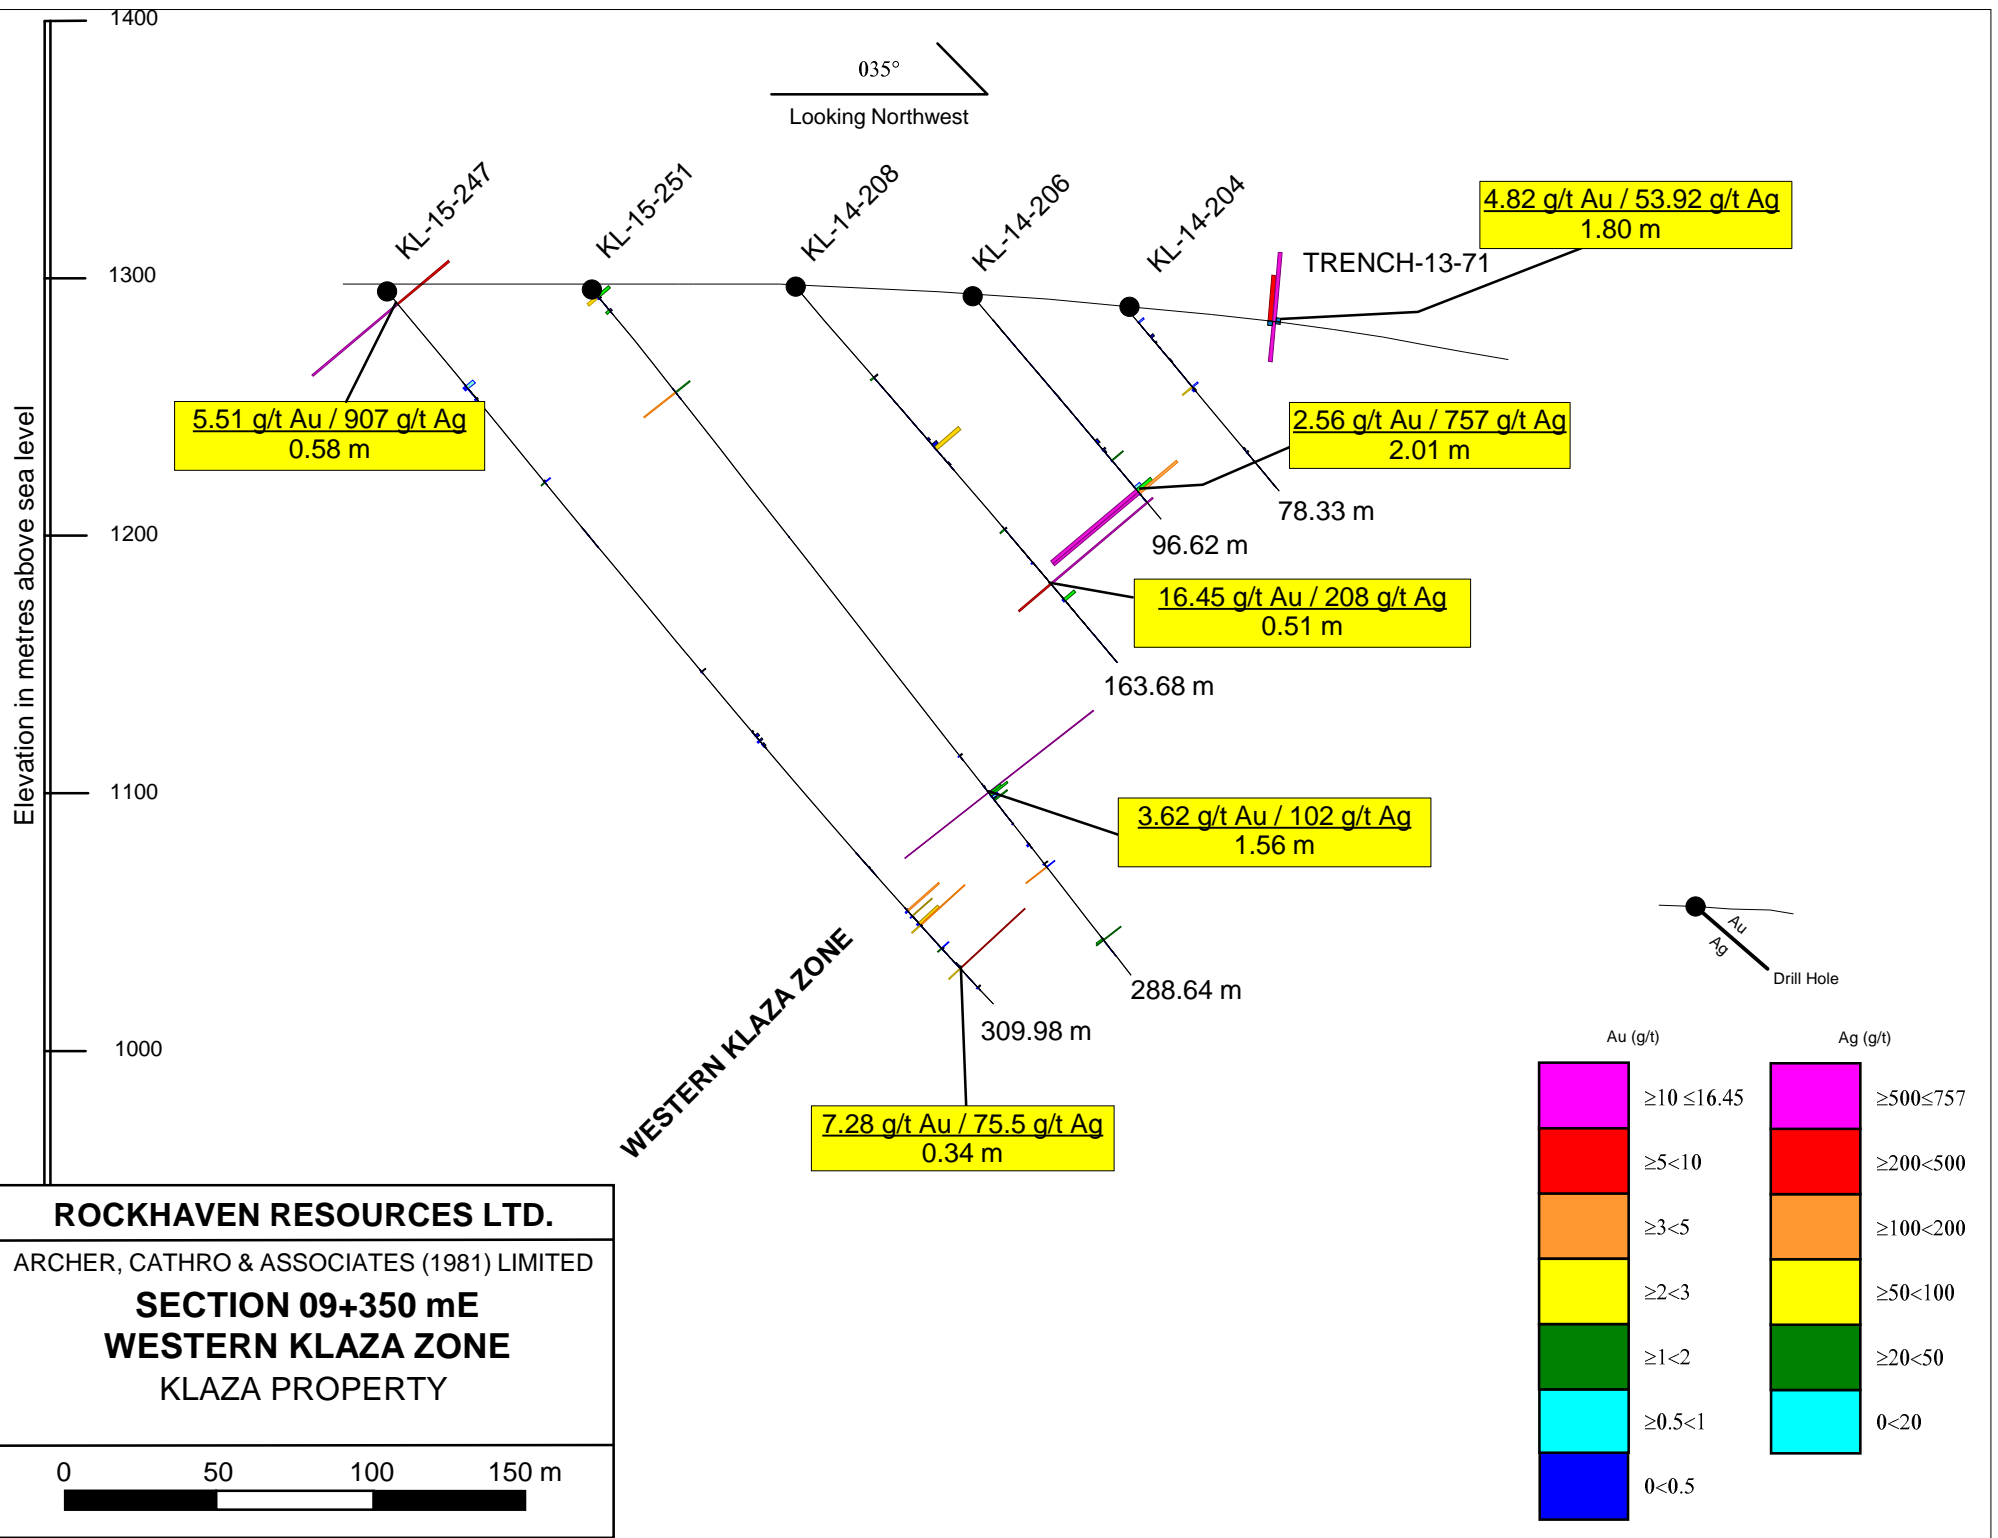 1400
035°
Looking Northwest
KL-15-247
KL-15-251
KL-14-208
KL-14-206
KL-14-204
4.82 g/t Au / 53.92 g/t Ag
1.80 m
TRENCH-13-71
1300
5.51 g/t Au / 907 g/t Ag
0.58 m
2.56 g/t Au / 757 g/t Ag
2.01 m
Elevation in metres above sea level
78.33 m
1200
96.62 m
16.45 g/t Au / 208 g/t Ag
0.51 m
163.68 m
1100
3.62 g/t Au / 102 g/t Ag
1.56 m
288.64 m
309.98 m
1000
WESTERN KLAZA ZONE
7.28 g/t Au / 75.5 g/t Ag
0.34 m
Au
Ag
Drill Hole
Au (g/t)
≥10 ≤16.45
≥5<10
≥3<5
≥2<3
≥1<2
≥0.5<1
0<0.5
Ag (g/t)
≥500≤757
≥200<500
≥100<200
≥50<100
≥20<50
0<20
ROCKHAVEN RESOURCES LTD.
ARCHER, CATHRO & ASSOCIATES (1981) LIMITED
SECTION 09+350 mE
WESTERN KLAZA ZONE
KLAZA PROPERTY
0 50 100 150 m